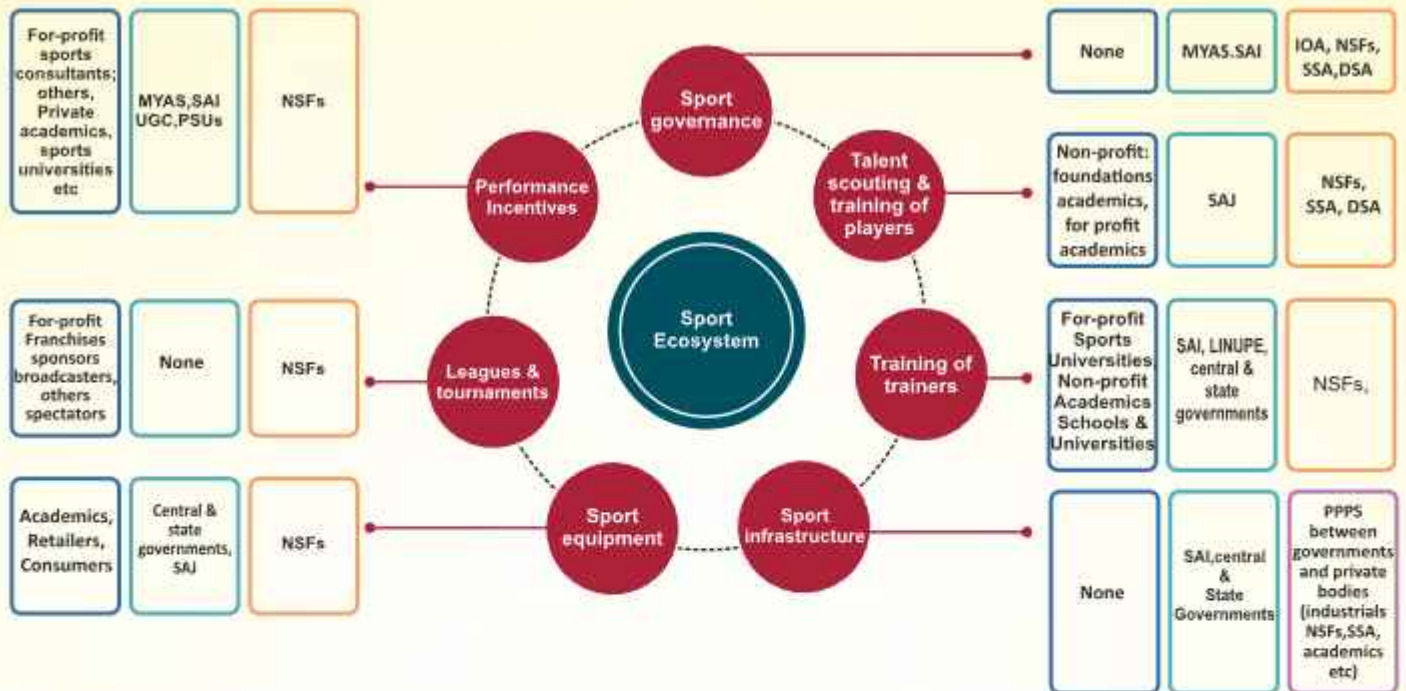 For-profit
sports
consultants;
others,
Private
academics,
sports
universities
etc
MYAS,SAI
UGC,PSUs
NSFs
Performance
Incentives
For-profit
Franchises
sponsors
broadcasters,
others
spectators
None
NSFs
Leagues &
tournaments
Academics,
Retailers,
Consumers
Central &
state
governments,
SAJ
NSFs
Sport
equipment
Sport
Ecosystem
Sport
governance
None
MYAS.SAI
IOA, NSFs,
SSA,DSA
Talent
scouting &
training of
players
Non-profit:
foundations
academics,
for profit
academics
SAJ
NSFs,
SSA, DSA
Training of
trainers
For-profit
Sports
Universities
Non-profit
Academics
Schools &
Universities
SAI, LINUPE,
central &
state
governments
NSFs,
Sport
infrastructure
None
SAI,central
&
State
Governments
PPPS
between
governments
and private
bodies
(industrials
NSFs,SSA,
academics
etc)